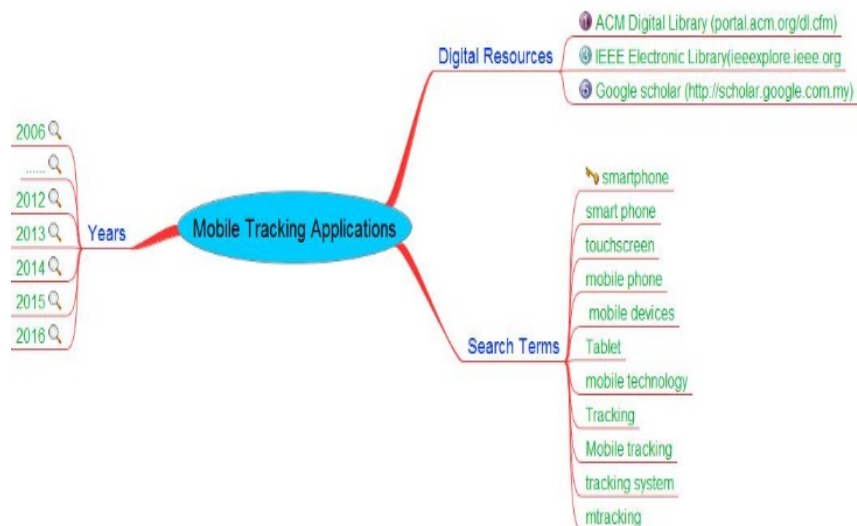 Mobile Tracking Applications
Digital Resources
ACM Digital Library (portal.acm.org/dl.cfm)
IEEE Electronic Library(ieeexplore.ieee.org
Google scholar (http://scholar.google.com.my)
Years
2006
......
2012
2013
2014
2015
2016
Search Terms
smartphone
smart phone
touchscreen
mobile phone
mobile devices
Tablet
mobile technology
Tracking
Mobile tracking
tracking system
mtracking